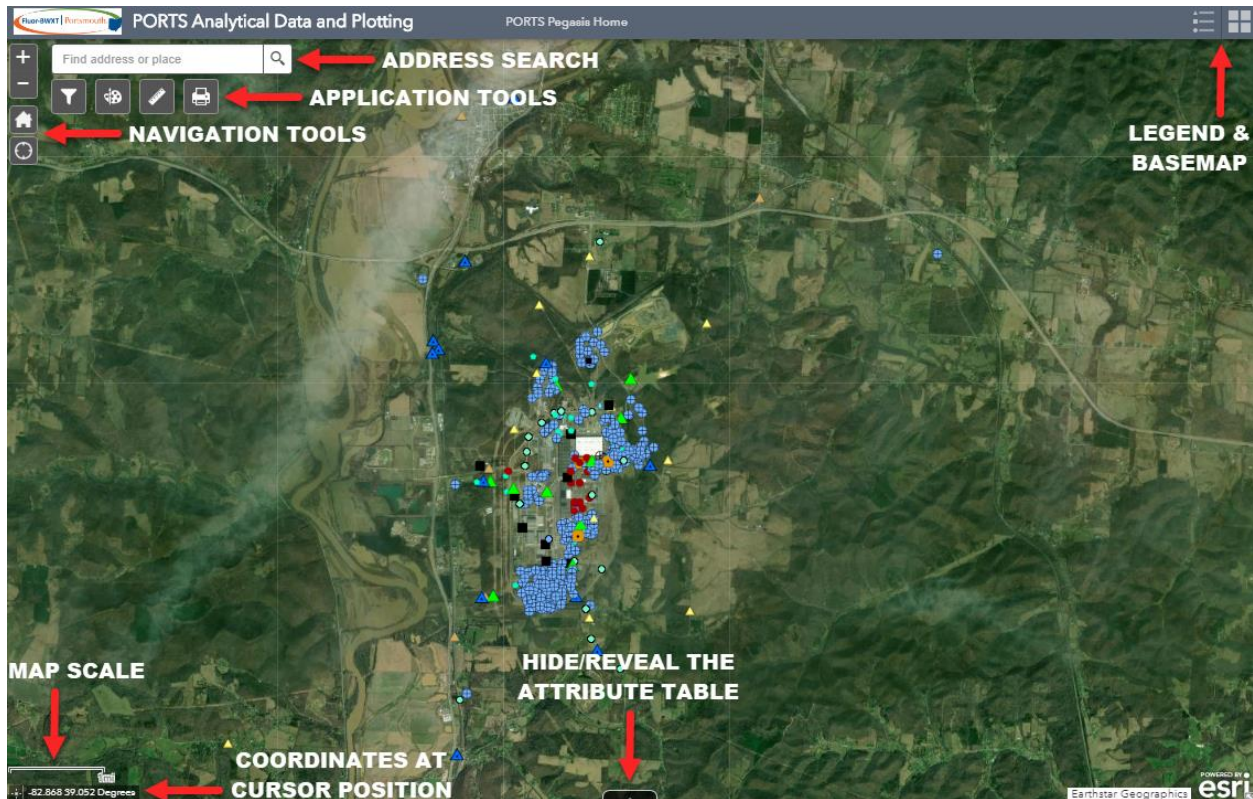 Fluor-BWXT Portsmouth
PORTS Analytical Data and Plotting
PORTS Pegasis Home
+
Find address or place
ADDRESS SEARCH
−
APPLICATION TOOLS
NAVIGATION TOOLS
LEGEND &
BASEMAP
HIDE/REVEAL THE
ATTRIBUTE TABLE
MAP SCALE
COORDINATES AT
CURSOR POSITION
-82.868 39.052 Degrees
Earthstar Geographics
POWERED BY
esri